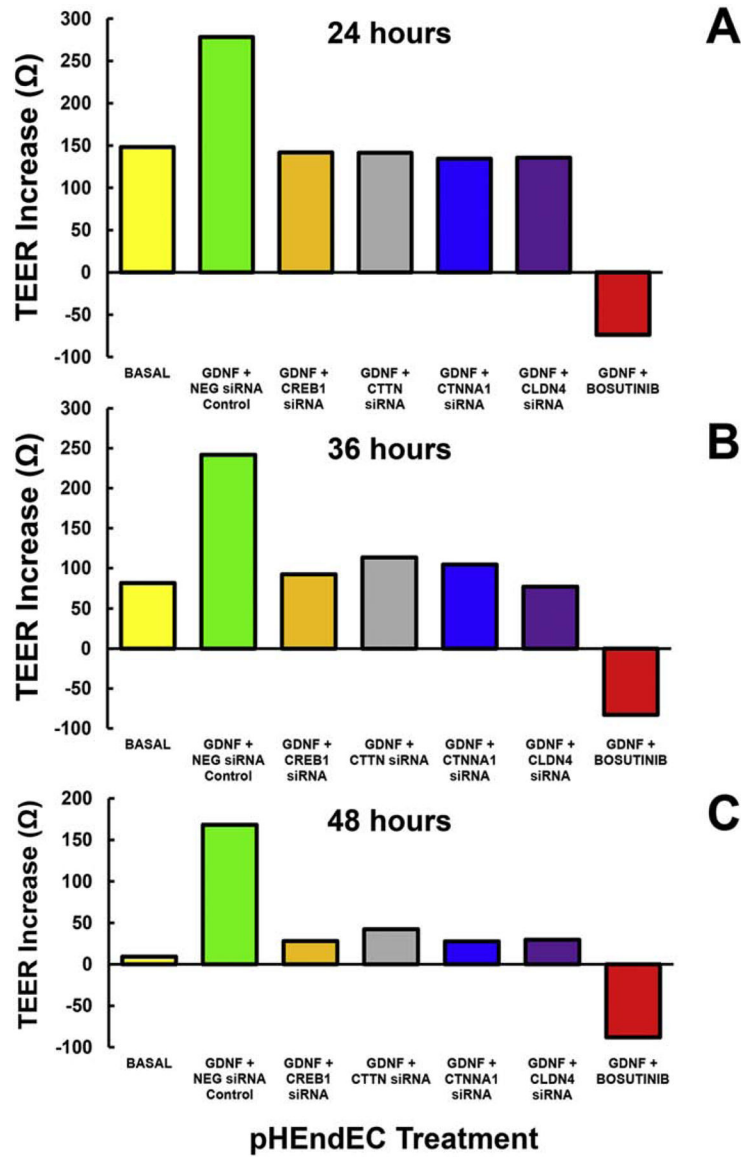 24 hours
A
TEER Increase (Ω)
300
250
200
150
100
50
0
-50
-100
BASAL
GDNF +
NEG siRNA
Control
GDNF +
CREB1
siRNA
GDNF +
CTTN
siRNA
GDNF +
CTNNA1
siRNA
GDNF +
CLDN4
siRNA
GDNF +
BOSUTINIB
36 hours
B
TEER Increase (Ω)
300
250
200
150
100
50
0
-50
-100
BASAL
GDNF +
NEG siRNA
Control
GDNF +
CREB1
siRNA
GDNF +
CTTN siRNA
GDNF +
CTNNA1
siRNA
GDNF +
CLDN4
siRNA
GDNF +
BOSUTINIB
48 hours
C
TEER Increase (Ω)
200
150
100
50
0
-50
-100
BASAL
GDNF +
NEG siRNA
Control
GDNF +
CREB1
siRNA
GDNF +
CTTN siRNA
GDNF +
CTNNA1
siRNA
GDNF +
CLDN4
siRNA
GDNF +
BOSUTINIB
pHEndEC Treatment